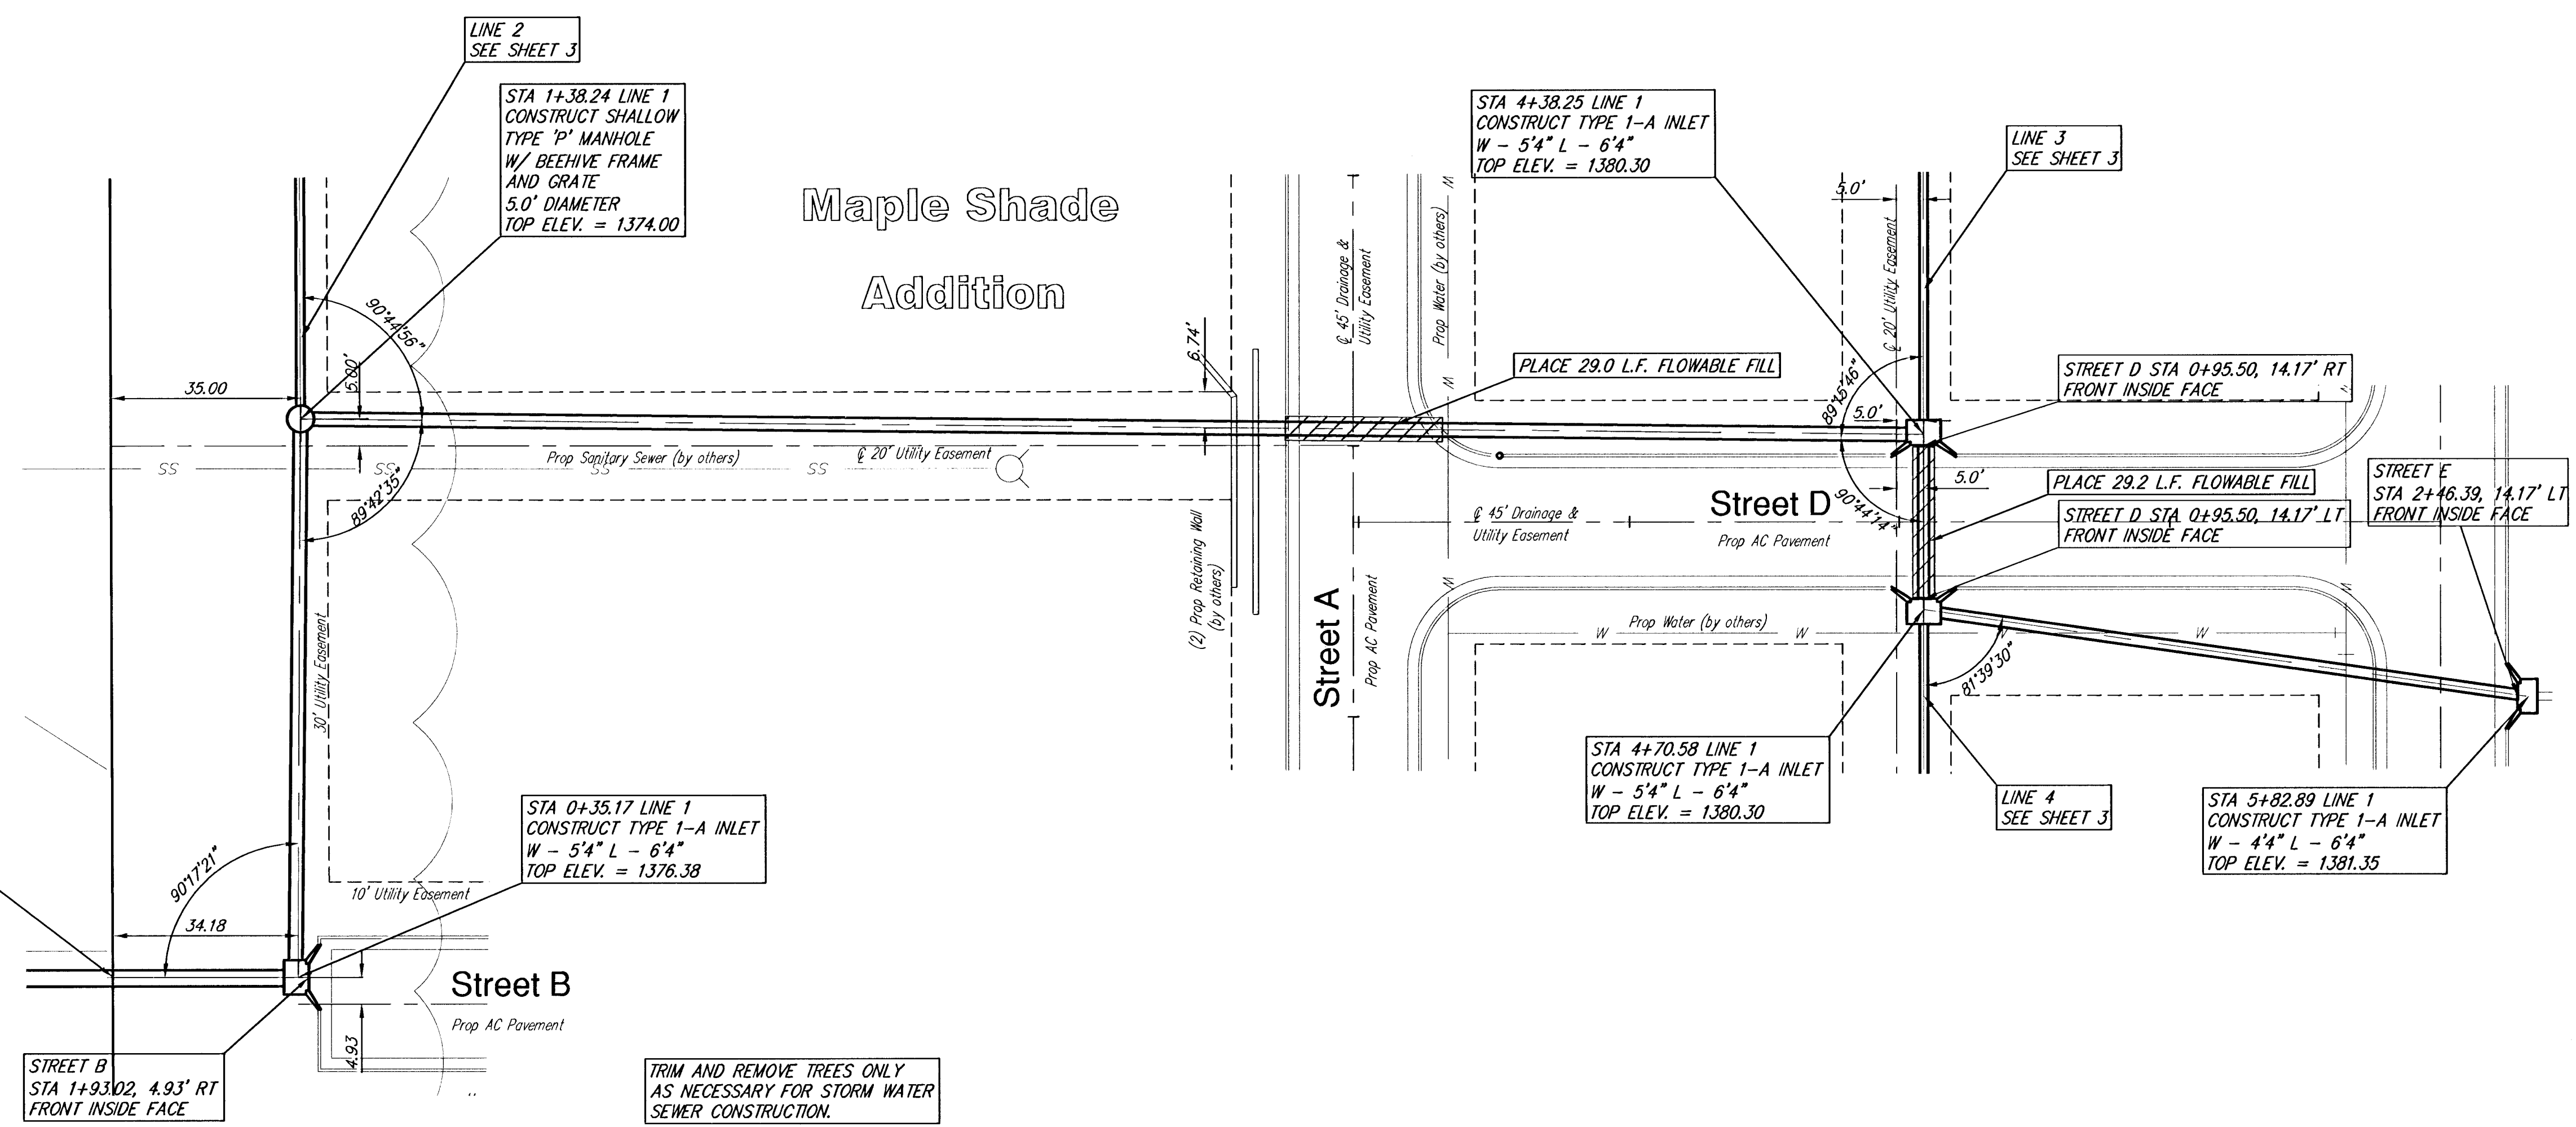 LINE 2
SEE SHEET 3
STA 1+38.24 LINE 1
CONSTRUCT SHALLOW
TYPE 'P' MANHOLE
W/ BEEHIVE FRAME
AND GRATE
5.0' DIAMETER
TOP ELEV. = 1374.00
Maple Shade
Addition
STA 4+38.25 LINE 1
CONSTRUCT TYPE 1-A INLET
W - 5'4" L - 6'4"
TOP ELEV. = 1380.30
LINE 3
SEE SHEET 3
5.0'
℄ 20' Utility Easement
℄ 45' Drainage &
Utility Easement
Prop Water (by others)
W
W
W
W
90°44'56"
5.00'
35.00
6.74'
PLACE 29.0 L.F. FLOWABLE FILL
89°15'46"
5.0'
STREET D STA 0+95.50, 14.17' RT
FRONT INSIDE FACE
SS
SS
SS
SS
Prop Sanitary Sewer (by others)
℄ 20' Utility Easement
89°42'35"
(2) Prop Retaining Wall
(by others)
℄ 45' Drainage &
Utility Easement
Street D
Prop AC Pavement
90°44'14"
5.0'
PLACE 29.2 L.F. FLOWABLE FILL
STREET D STA 0+95.50, 14.17' LT
FRONT INSIDE FACE
STREET E
STA 2+46.39, 14.17' LT
FRONT INSIDE FACE
Street A
Prop AC Pavement
Prop Water (by others)
W
W
W
W
W
81°39'30"
30' Utility Easement
STA 4+70.58 LINE 1
CONSTRUCT TYPE 1-A INLET
W - 5'4" L - 6'4"
TOP ELEV. = 1380.30
LINE 4
SEE SHEET 3
STA 5+82.89 LINE 1
CONSTRUCT TYPE 1-A INLET
W - 4'4" L - 6'4"
TOP ELEV. = 1381.35
STA 0+35.17 LINE 1
CONSTRUCT TYPE 1-A INLET
W - 5'4" L - 6'4"
TOP ELEV. = 1376.38
90°17'21"
10' Utility Easement
34.18
Street B
Prop AC Pavement
4.93
STREET B
STA 1+93.02, 4.93' RT
FRONT INSIDE FACE
TRIM AND REMOVE TREES ONLY
AS NECESSARY FOR STORM WATER
SEWER CONSTRUCTION.